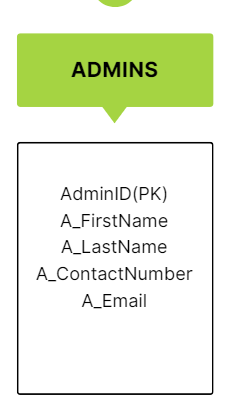 ADMINS
AdminID(PK)
A_FirstName
A_LastName
A_ContactNumber
A_Email